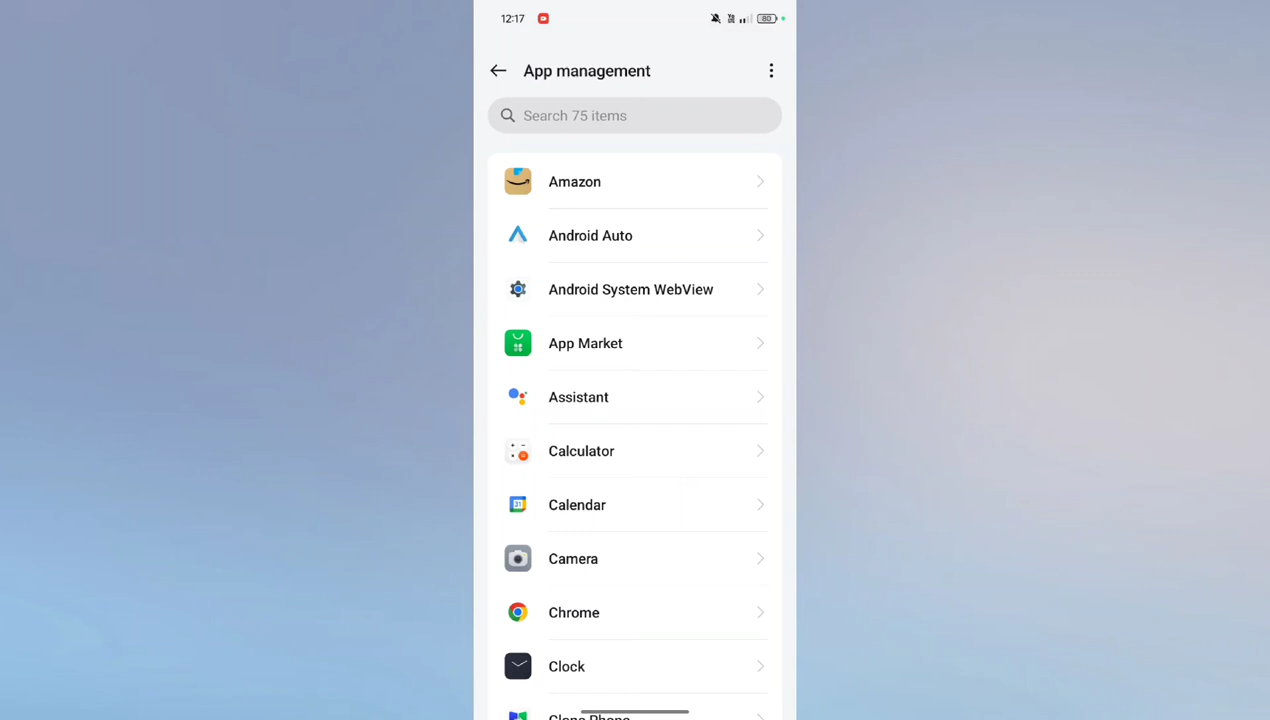 12:17
80
App management
Search 75 items
Amazon
Android Auto
Android System WebView
App Market
Assistant
Calculator
Calendar
Camera
Chrome
Clock
Clone Phone